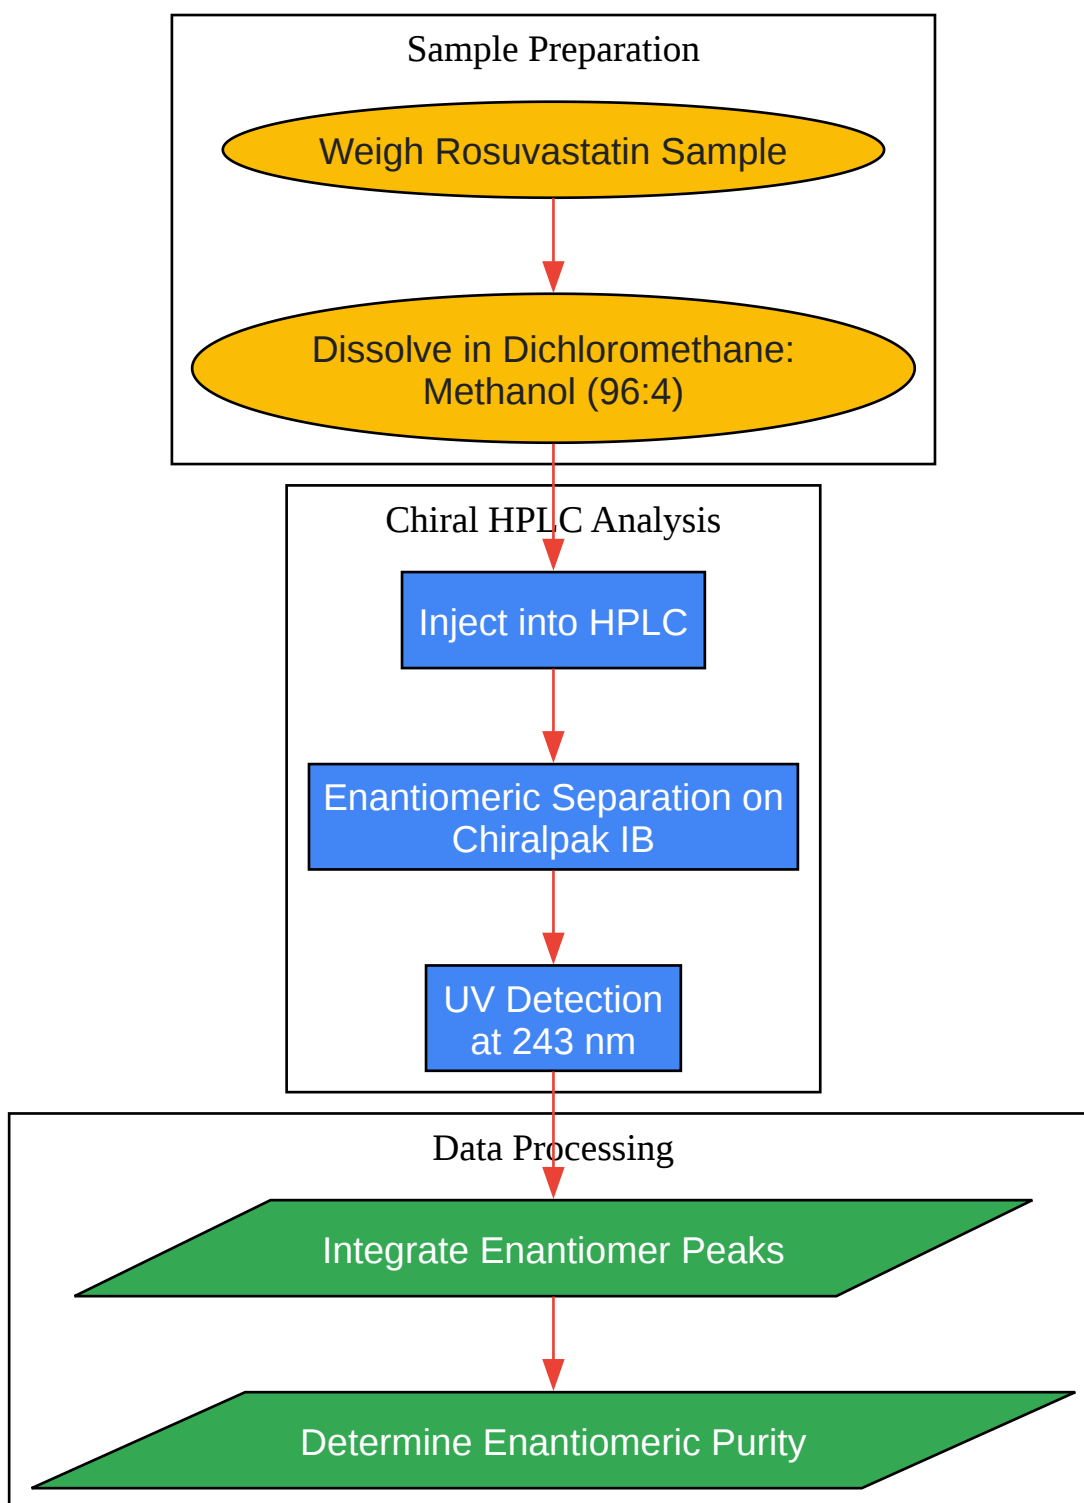 Sample Preparation
Weigh Rosuvastatin Sample
Dissolve in Dichloromethane:
Methanol (96:4)
Chiral HPLC Analysis
Inject into HPLC
Enantiomeric Separation on
Chiralpak IB
UV Detection
at 243 nm
Data Processing
Integrate Enantiomer Peaks
Determine Enantiomeric Purity